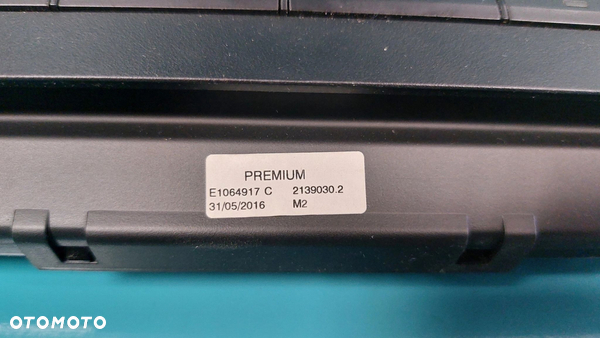 PREMIUM
E1064917 C 2139030.2
31/05/2016 M2
OTOMOTO